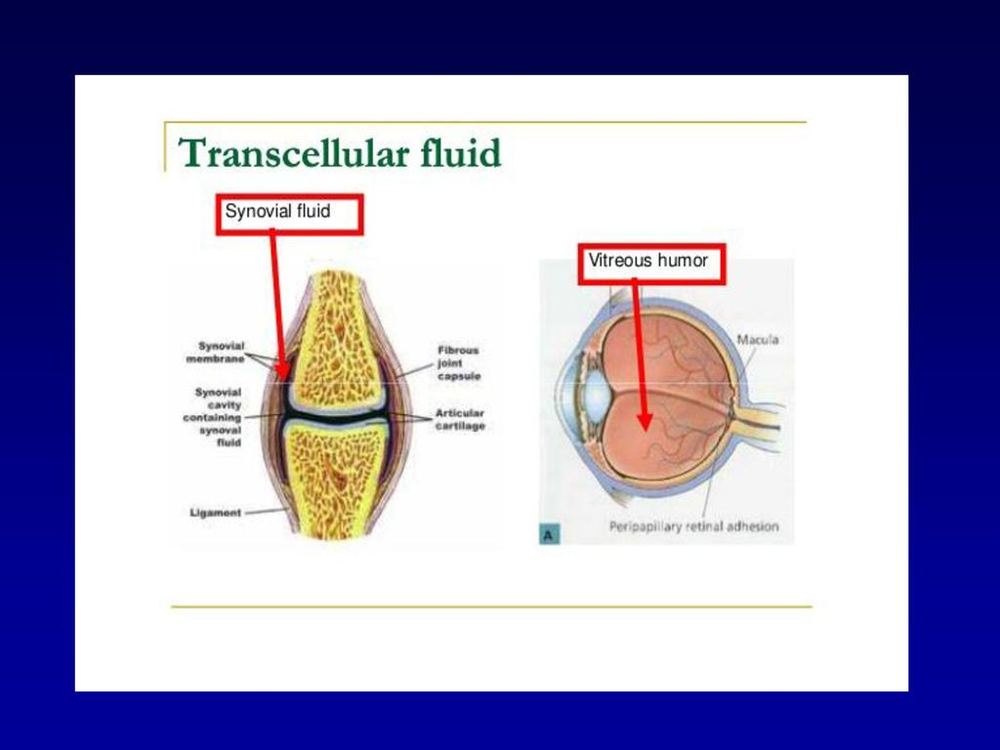 Transcellular fluid
Synovial fluid
Vitreous humor
Synovial
membrane
Synovial
cavity
containing
synoval
fluid
Ligament
Fibrous
joint
capsule
Articular
cartilage
Macula
Peripapillary retinal adhesion
A